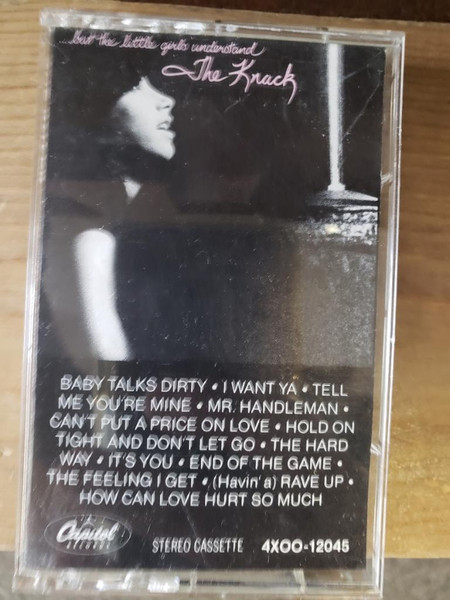 ...but the little girls understand
The Knack
BABY TALKS DIRTY • I WANT YA • TELL
ME YOU'RE MINE • MR. HANDLEMAN •
CAN'T PUT A PRICE ON LOVE • HOLD ON
TIGHT AND DON'T LET GO • THE HARD
WAY • IT'S YOU • END OF THE GAME •
THE FEELING I GET • (Havin' a) RAVE UP •
HOW CAN LOVE HURT SO MUCH
Capitol
RECORDS
STEREO CASSETTE
4XOO-12045